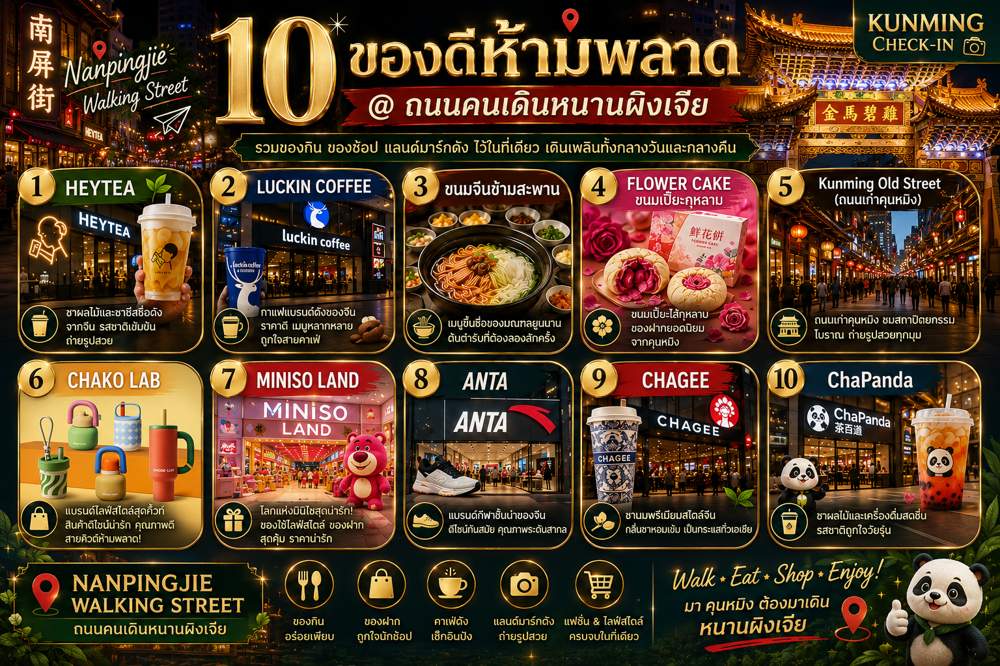 南屏街
Nanpingjie
Walking Street
HEYTEA
10 ของดีห้ามพลาด
@ ถนนคนเดินหนานผิงเจีย
รวมของกิน ของช้อป แลนด์มาร์กดัง ไว้ในที่เดียว เดินเพลินทั้งกลางวันและกลางคืน
KUNMING
CHECK-IN
金馬碧雞
1 HEYTEA
HEYTEA
ชาผลไม้และชาชีสชื่อดัง
จากจีน รสชาติเข้มข้น
ถ่ายรูปสวย
2 LUCKIN COFFEE
luckin coffee
luckin coffee
กาแฟแบรนด์ดังของจีน
ราคาดี เมนูหลากหลาย
ถูกใจสายคาเฟ่
3 ขนมจีนข้ามสะพาน
เมนูขึ้นชื่อของมณฑลยูนนาน
ต้นตำรับที่ต้องลองสักครั้ง
4 FLOWER CAKE
ขนมเปี๊ยะกุหลาบ
鲜花饼
FLOWER CAKE
ขนมเปี๊ยะไส้กุหลาบ
ของฝากยอดนิยม
จากคุนหมิง
5 Kunming Old Street
(ถนนเก่าคุนหมิง)
ถนนเก่าคุนหมิง ชมสถาปัตยกรรม
โบราณ ถ่ายรูปสวยทุกมุม
6 CHAKO LAB
แบรนด์ไลฟ์สไตล์สุดคิ้วท์
สินค้าดีไซน์น่ารัก คุณภาพดี
สายคิวต์ห้ามพลาด!
7 MINISO LAND
MINISO
LAND
โลกแห่งมินิโซสุดน่ารัก!
ของใช้ไลฟ์สไตล์ ของฝาก
สุดคุ้ม ราคาน่ารัก
8 ANTA
ANTA
แบรนด์กีฬาชั้นนำของจีน
ดีไซน์ทันสมัย คุณภาพระดับสากล
9 CHAGEE
CHAGEE
CHAGEE
ชานมพรีเมียมสไตล์จีน
กลิ่นชาหอมเข้ม เป็นกระแสทั่วเอเชีย
10 ChaPanda
ChaPanda
茶百道
ชาผลไม้และเครื่องดื่มสดชื่น
รสชาติถูกใจวัยรุ่น
NANPINGJIE
WALKING STREET
ถนนคนเดินหนานผิงเจีย
ของกิน
อร่อยเพียบ
ของฝาก
ถูกใจนักช้อป
คาเฟ่ดัง
เช็กอินปัง
แลนด์มาร์กดัง
ถ่ายรูปสวย
แฟชั่น & ไลฟ์สไตล์
ครบจบในที่เดียว
Walk • Eat • Shop • Enjoy!
มา คุนหมิง ต้องมาเดิน
หนานผิงเจีย